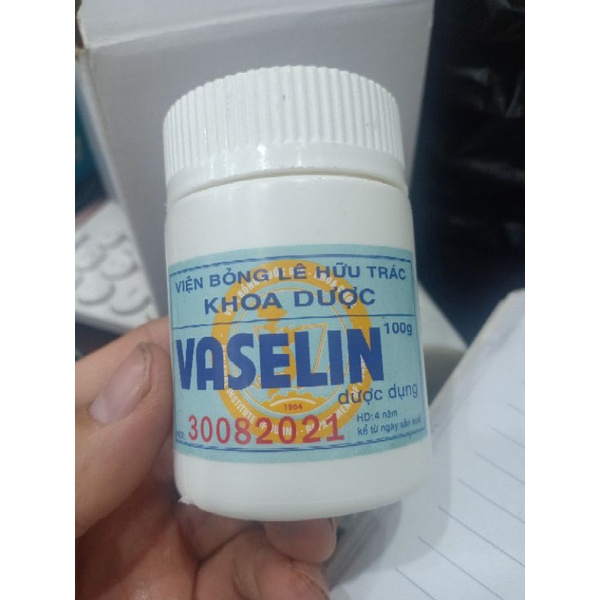 VIỆN BỎNG LÊ HỮU TRÁC
KHOA DƯỢC
100g
VASELIN
dược dụng
1964
30082021
HD: 4 năm
kể từ ngày sản xuất